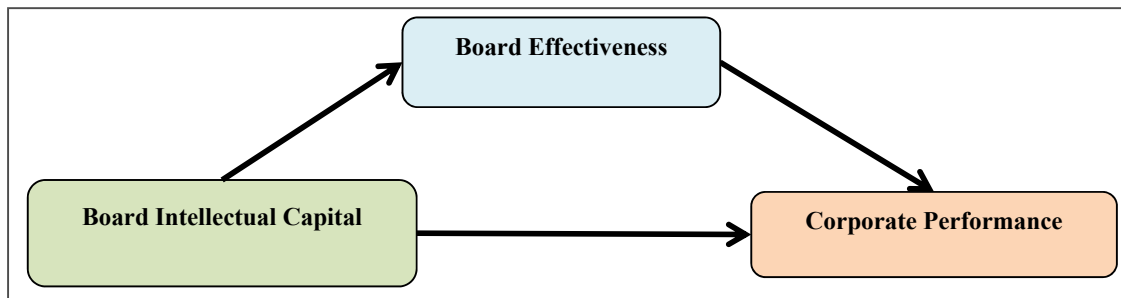 Board Effectiveness
Board Intellectual Capital
Corporate Performance